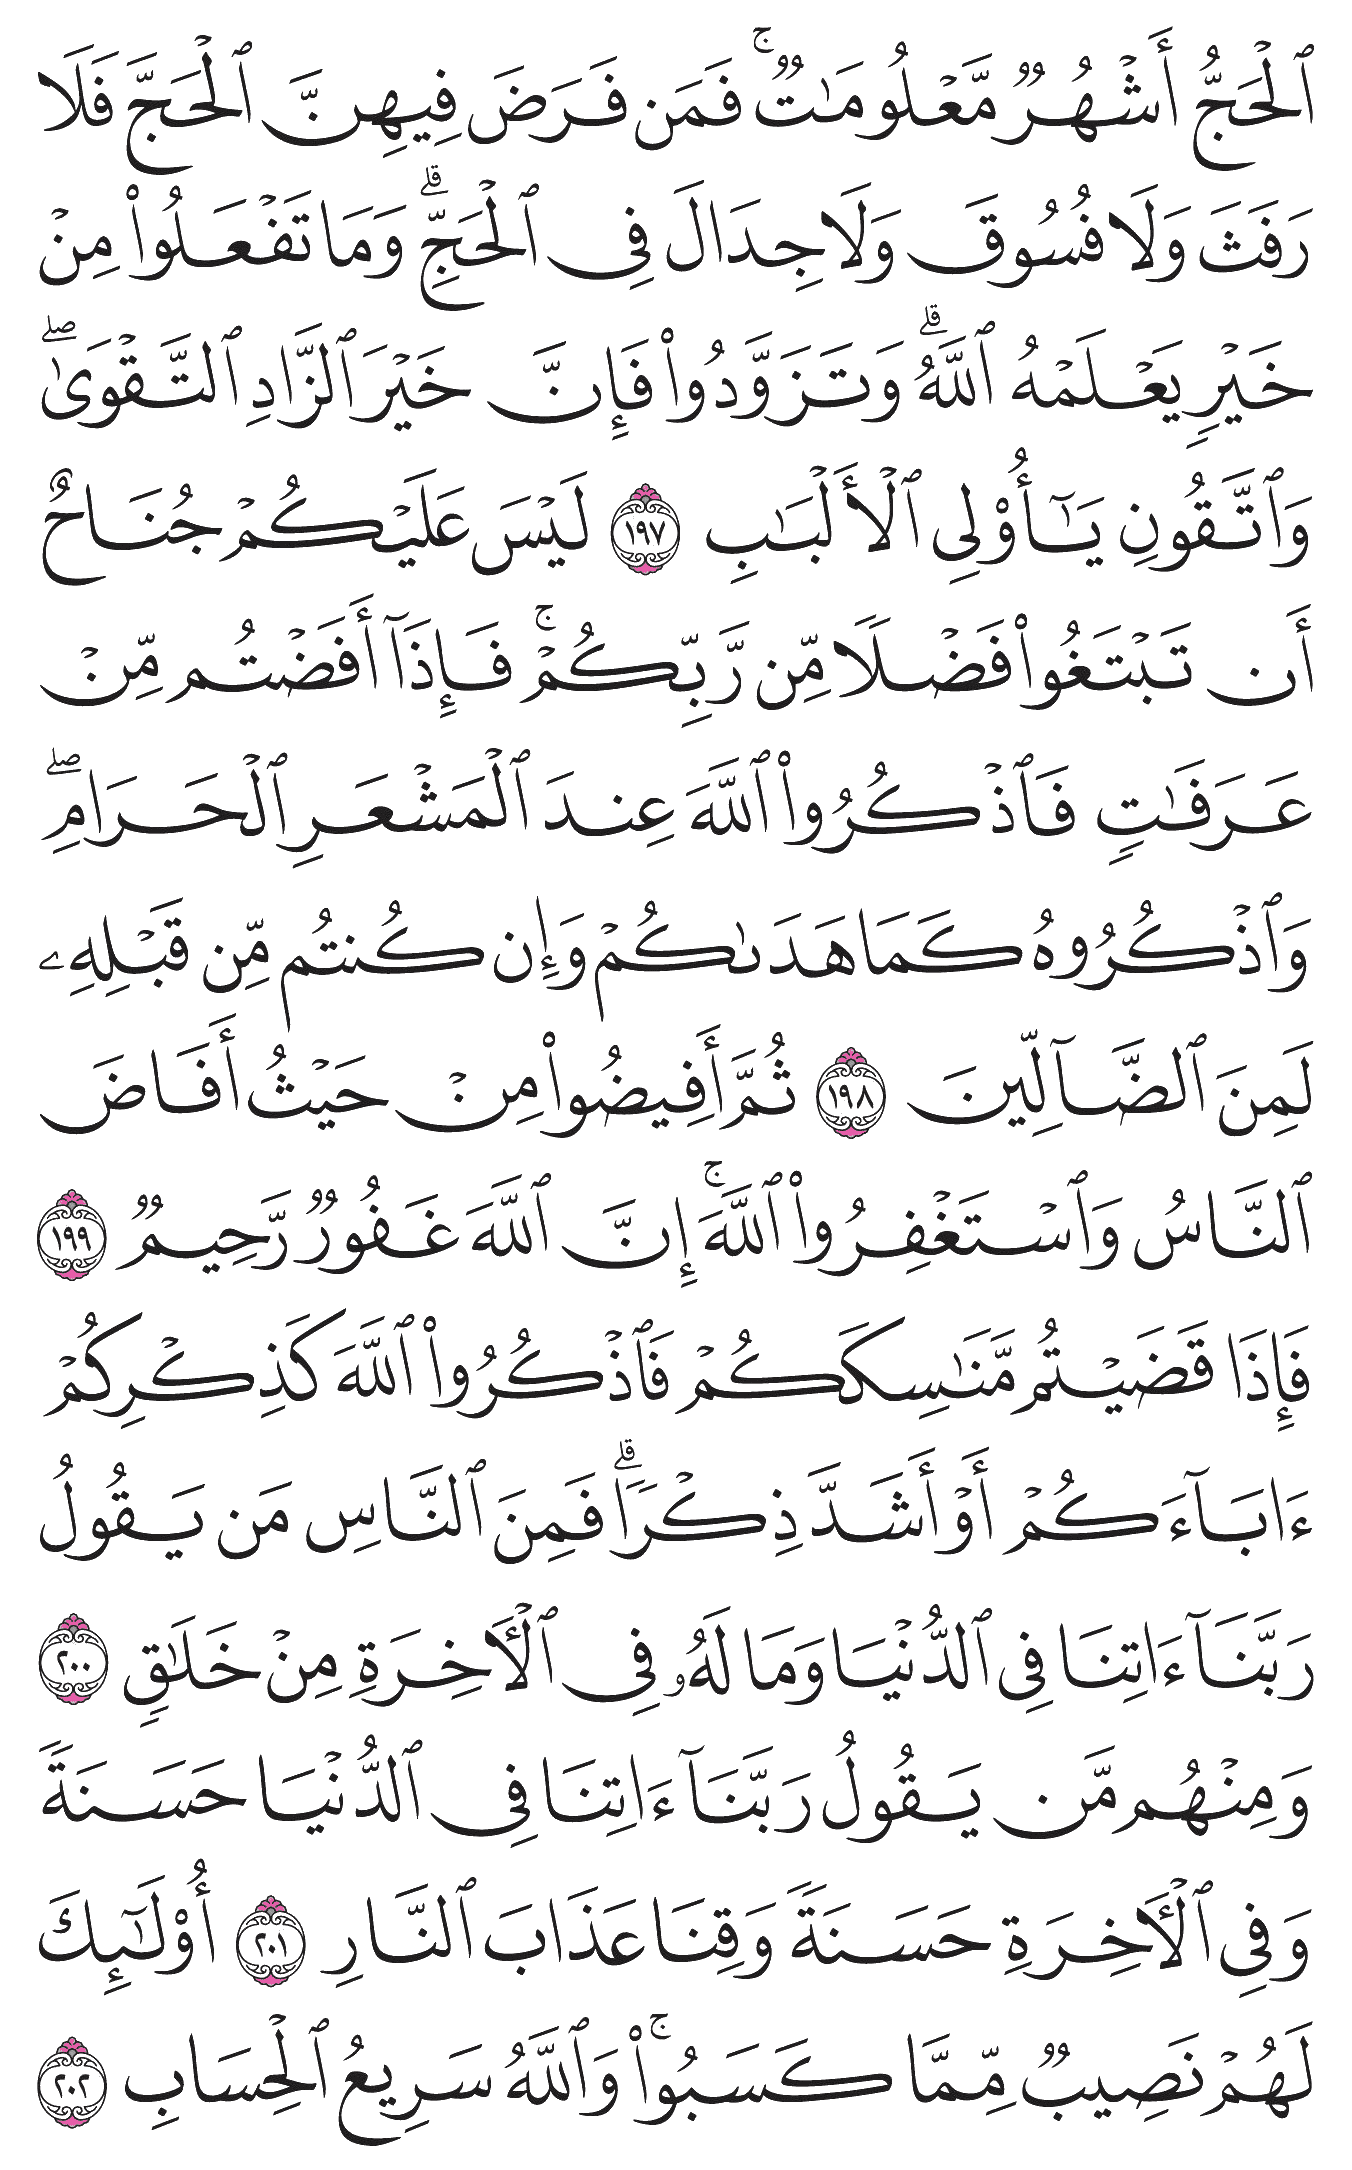 ٱلْحَجُّ أَشْهُرٌ مَّعْلُومَٰتٌ ۚ فَمَن فَرَضَ فِيهِنَّ ٱلْحَجَّ فَلَا
رَفَثَ وَلَا فُسُوقَ وَلَا جِدَالَ فِى ٱلْحَجِّ ۗ وَمَا تَفْعَلُوا۟ مِنْ
خَيْرٍ يَعْلَمْهُ ٱللَّهُ ۗ وَتَزَوَّدُوا۟ فَإِنَّ خَيْرَ ٱلزَّادِ ٱلتَّقْوَىٰ ۖ
وَٱتَّقُونِ يَٰٓأُو۟لِى ٱلْأَلْبَٰبِ ١٩٧ لَيْسَ عَلَيْكُمْ جُنَاحٌ
أَن تَبْتَغُوا۟ فَضْلًا مِّن رَّبِّكُمْ ۚ فَإِذَآ أَفَضْتُم مِّنْ
عَرَفَٰتٍ فَٱذْكُرُوا۟ ٱللَّهَ عِندَ ٱلْمَشْعَرِ ٱلْحَرَامِ ۖ
وَٱذْكُرُوهُ كَمَا هَدَىٰكُمْ وَإِن كُنتُم مِّن قَبْلِهِۦ
لَمِنَ ٱلضَّآلِّينَ ١٩٨ ثُمَّ أَفِيضُوا۟ مِنْ حَيْثُ أَفَاضَ
ٱلنَّاسُ وَٱسْتَغْفِرُوا۟ ٱللَّهَ ۚ إِنَّ ٱللَّهَ غَفُورٌ رَّحِيمٌ ١٩٩
فَإِذَا قَضَيْتُم مَّنَٰسِكَكُمْ فَٱذْكُرُوا۟ ٱللَّهَ كَذِكْرِكُمْ
ءَابَآءَكُمْ أَوْ أَشَدَّ ذِكْرًا ۗ فَمِنَ ٱلنَّاسِ مَن يَقُولُ
رَبَّنَآ ءَاتِنَا فِى ٱلدُّنْيَا وَمَا لَهُۥ فِى ٱلْـَٔاخِرَةِ مِنْ خَلَٰقٍ ٢٠٠
وَمِنْهُم مَّن يَقُولُ رَبَّنَآ ءَاتِنَا فِى ٱلدُّنْيَا حَسَنَةً
وَفِى ٱلْـَٔاخِرَةِ حَسَنَةً وَقِنَا عَذَابَ ٱلنَّارِ ٢٠١ أُو۟لَٰٓئِكَ
لَهُمْ نَصِيبٌ مِّمَّا كَسَبُوا۟ ۚ وَٱللَّهُ سَرِيعُ ٱلْحِسَابِ ٢٠٢